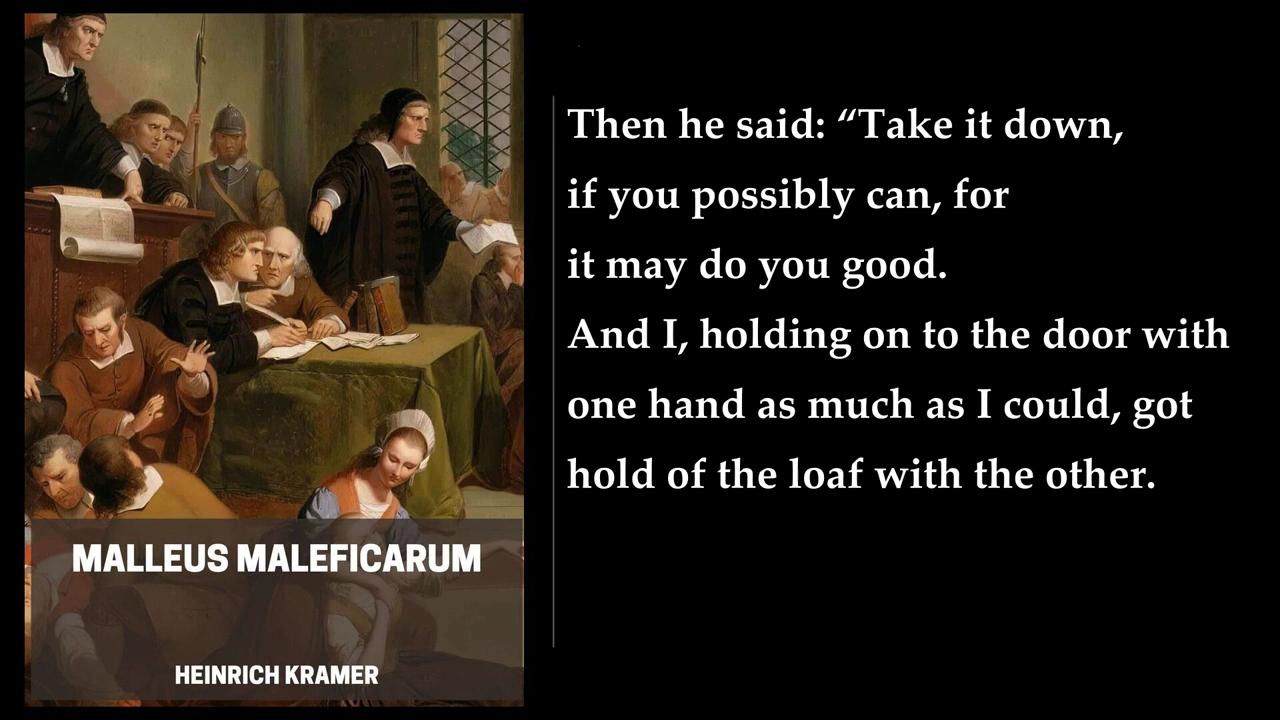 MALLEUS MALEFICARUM
HEINRICH KRAMER
Then he said: “Take it down,
if you possibly can, for
it may do you good.
And I, holding on to the door with
one hand as much as I could, got
hold of the loaf with the other.